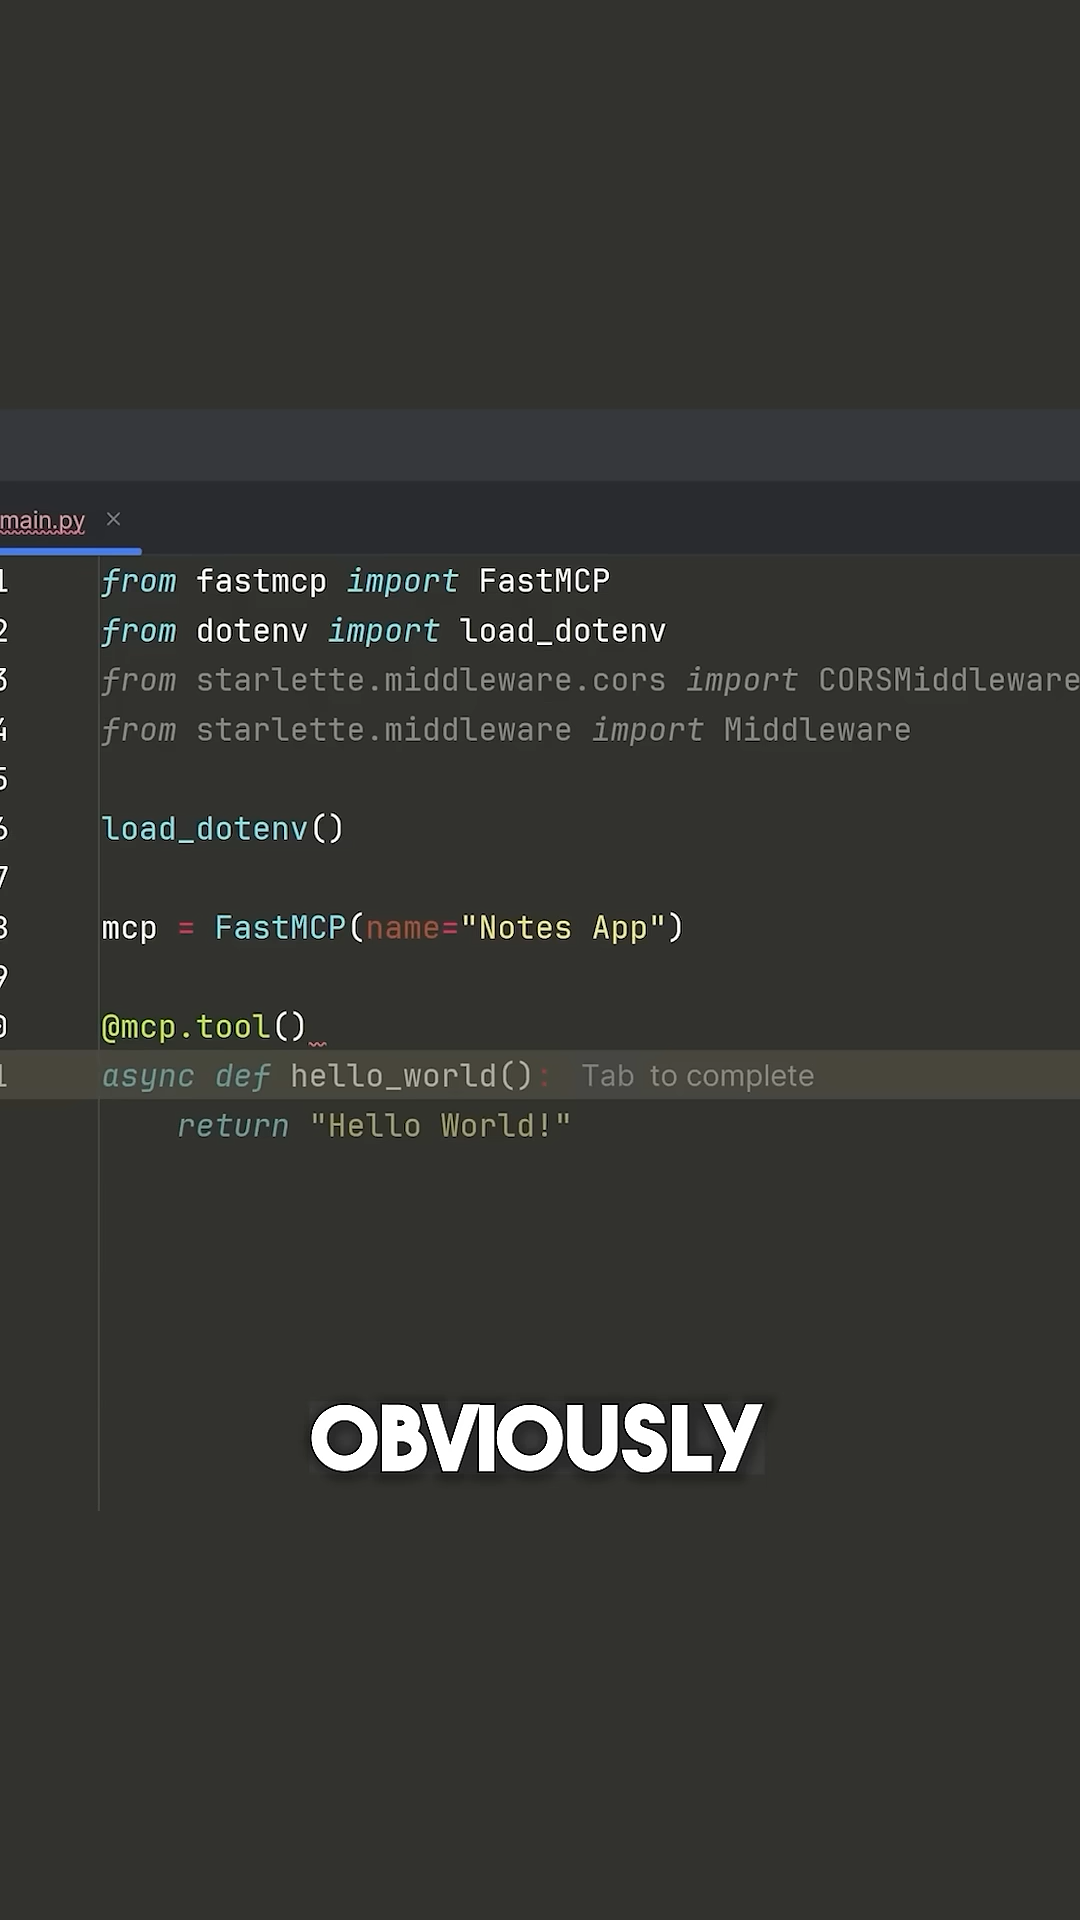 main.py ×
1 from fastmcp import FastMCP
2 from dotenv import load_dotenv
3 from starlette.middleware.cors import CORSMiddleware
4 from starlette.middleware import Middleware
5
6 load_dotenv()
7
8 mcp = FastMCP(name="Notes App")
9
0 @mcp.tool()
1 async def hello_world(): Tab to complete
return "Hello World!"
OBVIOUSLY